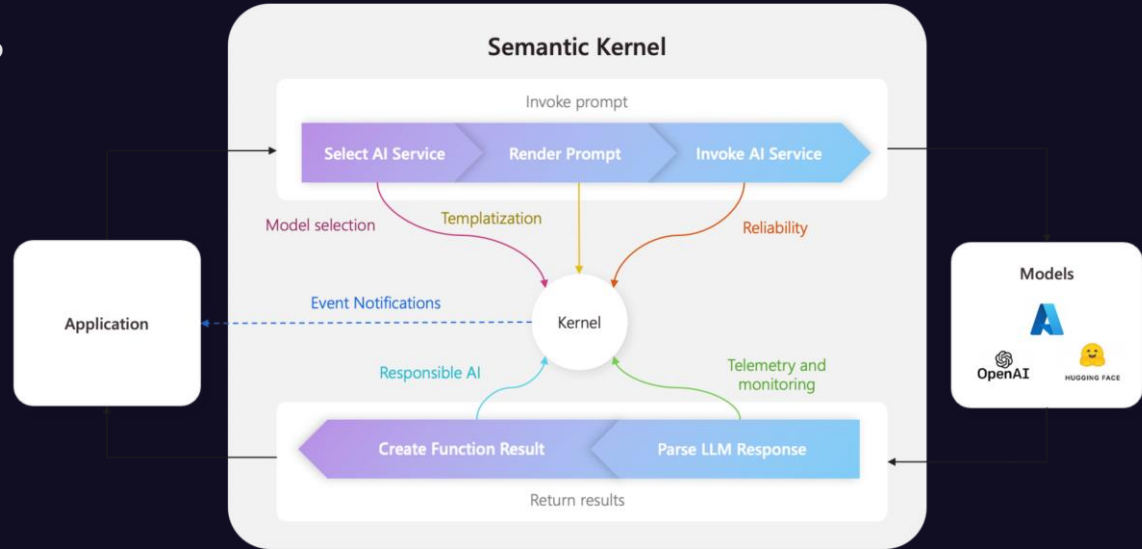 Semantic Kernel
Invoke prompt
Select AI Service
Render Prompt
Invoke AI Service
Model selection
Templatization
Reliability
Application
Event Notifications
Kernel
Models
OpenAI
HUGGING FACE
Responsible AI
Telemetry and
monitoring
Create Function Result
Parse LLM Response
Return results